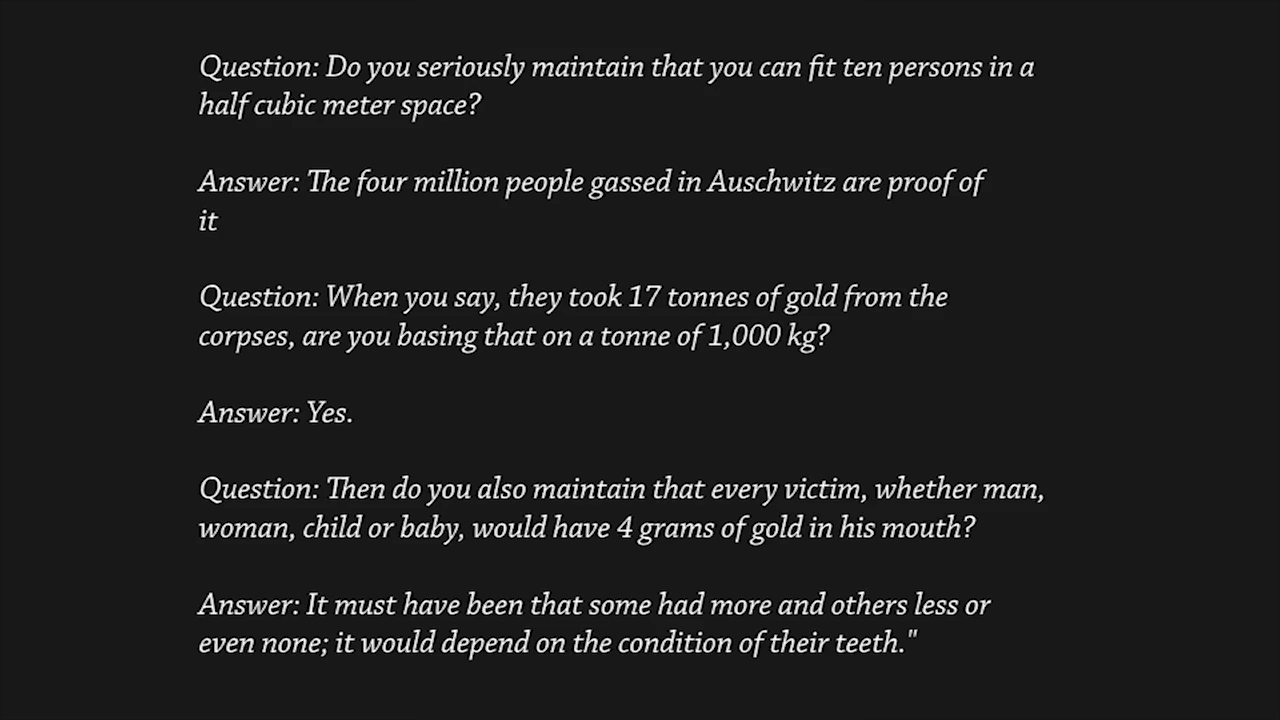 Question: Do you seriously maintain that you can fit ten persons in a
half cubic meter space?
Answer: The four million people gassed in Auschwitz are proof of
it
Question: When you say, they took 17 tonnes of gold from the
corpses, are you basing that on a tonne of 1,000 kg?
Answer: Yes.
Question: Then do you also maintain that every victim, whether man,
woman, child or baby, would have 4 grams of gold in his mouth?
Answer: It must have been that some had more and others less or
even none; it would depend on the condition of their teeth."